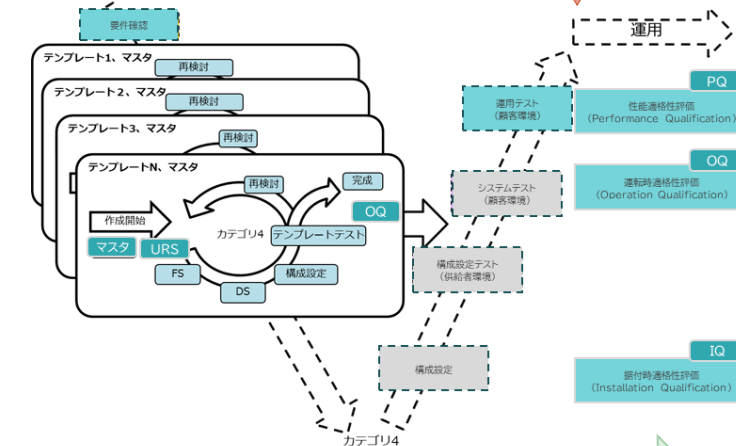 要件確認
運用
テンプレート1、マスタ
再検討
テンプレート2、マスタ
再検討
テンプレート3、マスタ
再検討
テンプレートN、マスタ
再検討
完成
作成開始
OQ
マスタ
URS
カテゴリ4
テンプレートテスト
FS
構成設定
DS
運用テスト
(顧客環境)
システムテスト
(顧客環境)
構成設定テスト
(供給者環境)
構成設定
カテゴリ4
PQ
性能適格性評価
(Performance Qualification)
OQ
運転時適格性評価
(Operation Qualification)
IQ
据付時適格性評価
(Installation Qualification)